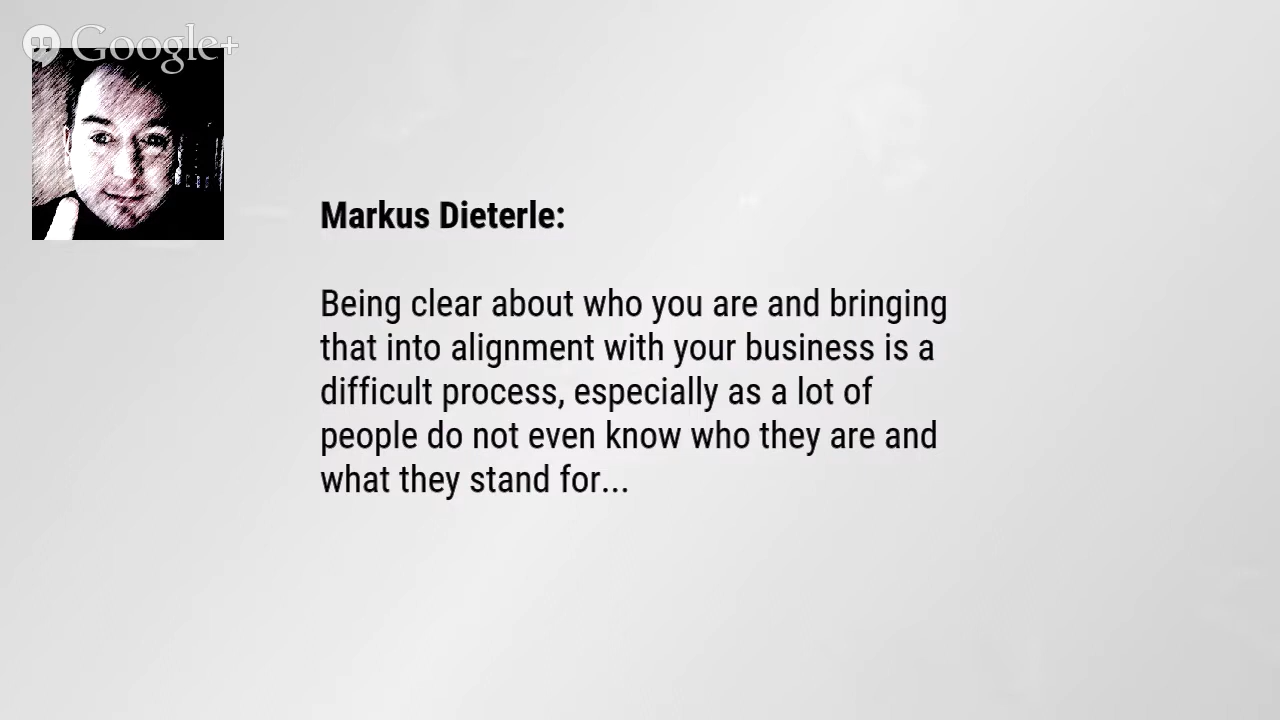 Google+
Markus Dieterle:
Being clear about who you are and bringing
that into alignment with your business is a
difficult process, especially as a lot of
people do not even know who they are and
what they stand for...